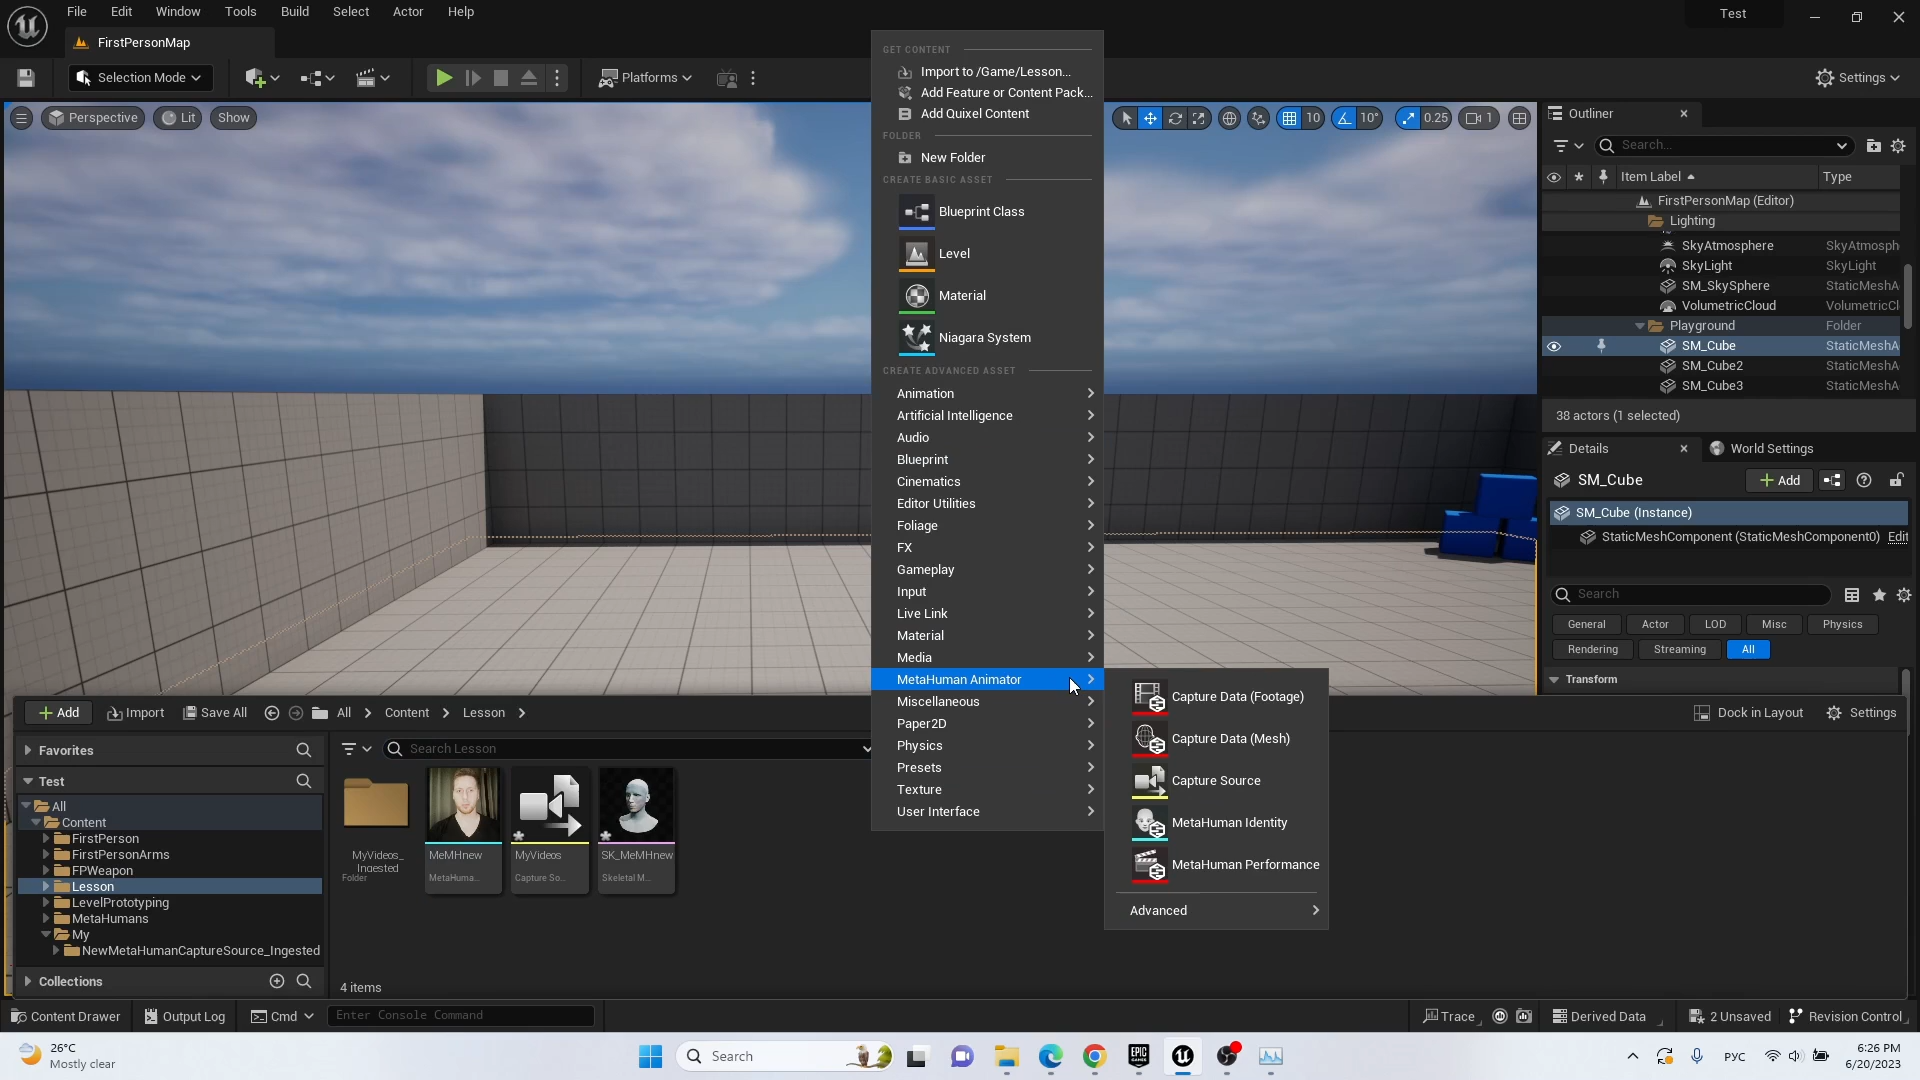 File Edit Window Tools Build Select Actor Help
Test
FirstPersonMap
Selection Mode
Platforms
Settings
Perspective
Lit
Show
10
10°
0.25
1
GET CONTENT
Import to /Game/Lesson...
Add Feature or Content Pack...
Add Quixel Content
FOLDER
New Folder
CREATE BASIC ASSET
Blueprint Class
Level
Material
Niagara System
CREATE ADVANCED ASSET
Animation
Artificial Intelligence
Audio
Blueprint
Cinematics
Editor Utilities
Foliage
FX
Gameplay
Input
Live Link
Material
Media
MetaHuman Animator
Miscellaneous
Paper2D
Physics
Presets
Texture
User Interface
Capture Data (Footage)
Capture Data (Mesh)
Capture Source
MetaHuman Identity
MetaHuman Performance
Advanced
Outliner
Search...
Item Label
Type
FirstPersonMap (Editor)
Lighting
SkyAtmosphere SkyAtmosph
SkyLight SkyLight
SM_SkySphere StaticMeshA
VolumetricCloud VolumetricCl
Playground Folder
SM_Cube StaticMeshA
SM_Cube2 StaticMeshA
SM_Cube3 StaticMeshA
38 actors (1 selected)
Details
World Settings
SM_Cube
Add
SM_Cube (Instance)
StaticMeshComponent (StaticMeshComponent0) Edit
Search
General Actor LOD Misc Physics
Rendering Streaming All
Transform
Add Import Save All All Content Lesson
Dock in Layout Settings
Favorites
Test
All
Content
FirstPerson
FirstPersonArms
FPWeapon
Lesson
LevelPrototyping
MetaHumans
My
NewMetaHumanCaptureSource_Ingested
Collections
Search Lesson
MyVideos_
Ingested
Folder
MeMHnew
MetaHuma...
MyVideos
Capture So...
SK_MeMHnew
Skeletal M...
4 items
Content Drawer Output Log Cmd Enter Console Command
Trace Derived Data 2 Unsaved Revision Control
26°C
Mostly clear
Search
EPIC
GAMES
РУС
6:26 PM
6/20/2023